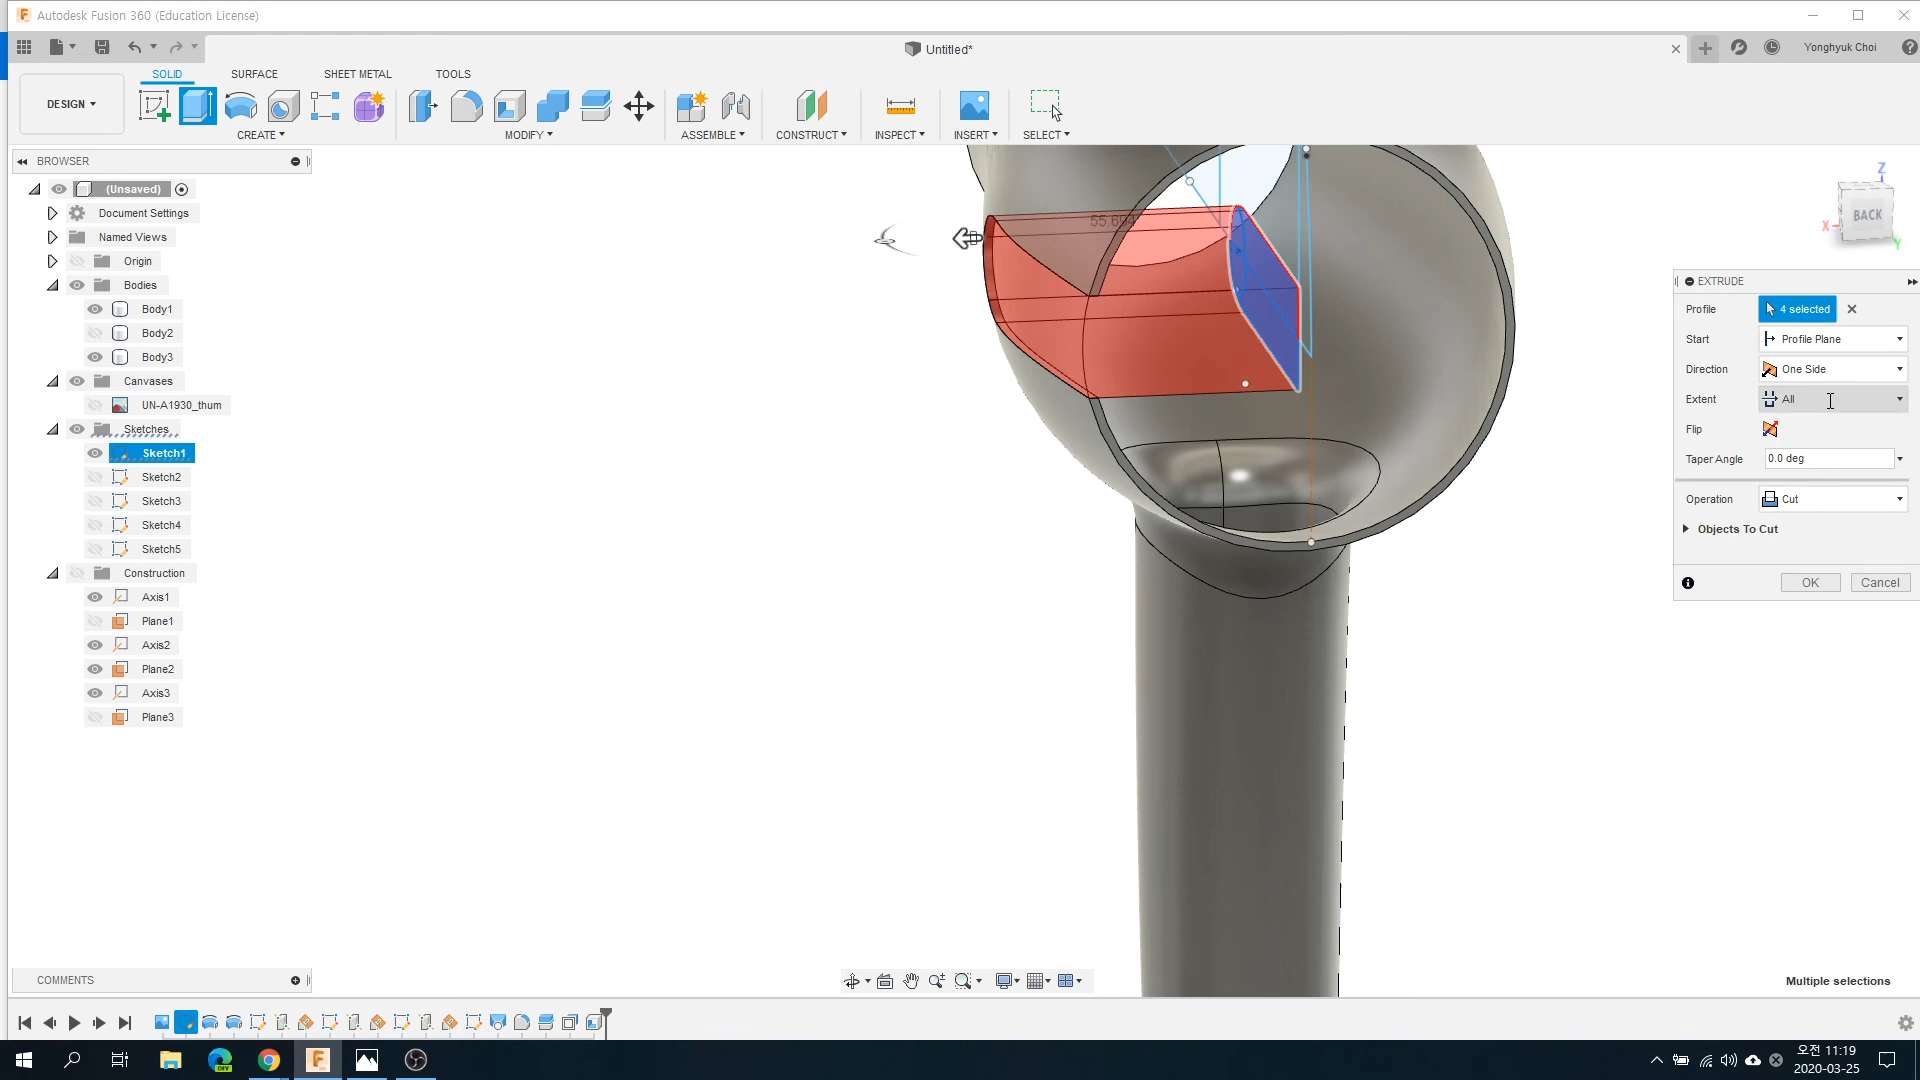 Autodesk Fusion 360 (Education License)
Untitled*
Yonghyuk Choi
SOLID SURFACE SHEET METAL TOOLS
DESIGN
CREATE MODIFY ASSEMBLE CONSTRUCT INSPECT INSERT SELECT
BROWSER
(Unsaved)
Document Settings
Named Views
Origin
Bodies
Body1
Body2
Body3
Canvases
UN-A1930_thum
Sketches
Sketch1
Sketch2
Sketch3
Sketch4
Sketch5
Construction
Axis1
Plane1
Axis2
Plane2
Axis3
Plane3
Z
BACK
X
Y
EXTRUDE
Profile 4 selected
Start Profile Plane
Direction One Side
Extent All
Flip
Taper Angle 0.0 deg
Operation Cut
Objects To Cut
OK Cancel
COMMENTS
Multiple selections
DEV
오전 11:19
2020-03-25